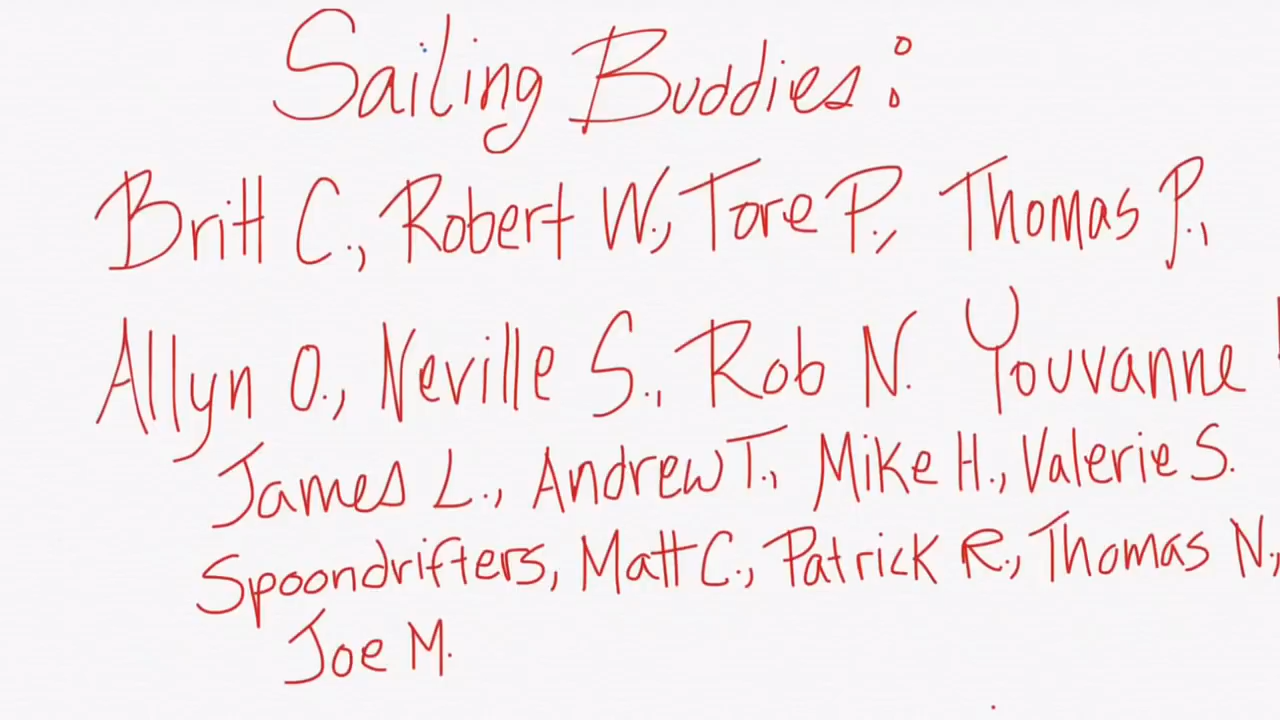 Sailing Buddies:
Britt C., Robert W., Tore P., Thomas P.,
Allyn O., Neville S., Rob N. Youvanne
James L., Andrew T., Mike H., Valerie S.
Spoondrifters, Matt C., Patrick R., Thomas N.,
Joe M.